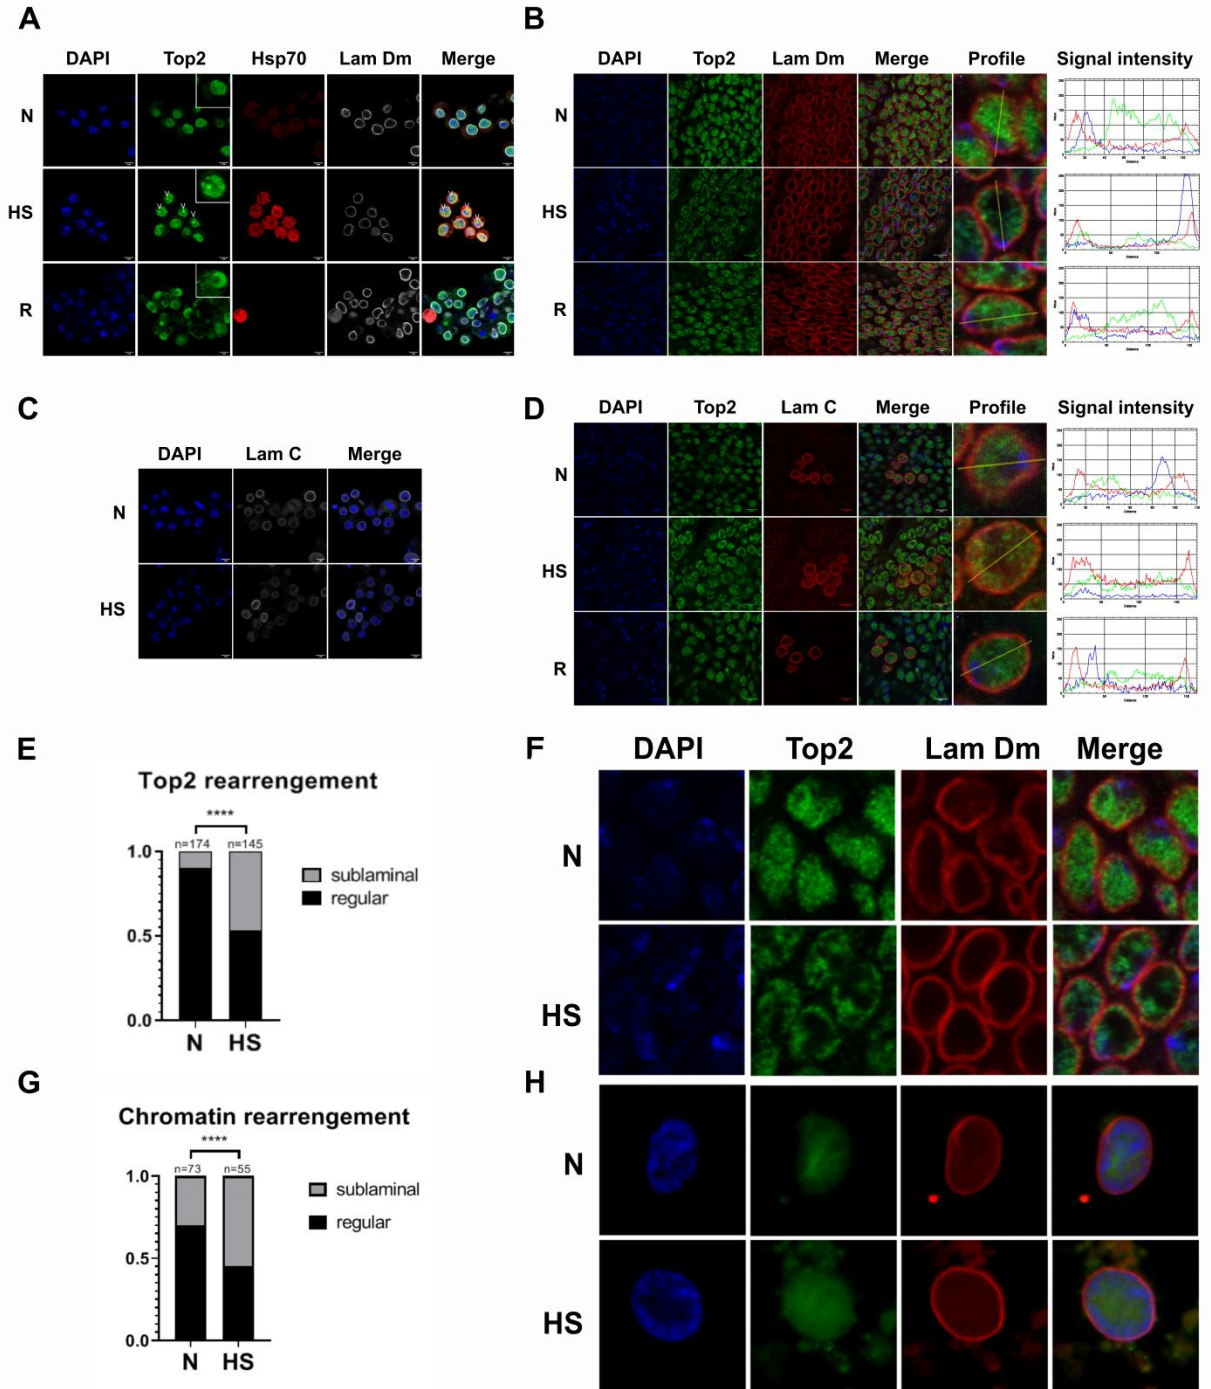 A
DAPI Top2 Hsp70 Lam Dm Merge
N
HS
R
B
DAPI Top2 Lam Dm Merge Profile Signal intensity
N
HS
R
C
DAPI Lam C Merge
N
HS
D
DAPI Top2 Lam C Merge Profile Signal intensity
N
HS
R
E
Top2 rearrengement
****
n=174 n=145
1.0
0.5
0.0
N HS
sublaminal
regular
F
DAPI Top2 Lam Dm Merge
N
HS
G
Chromatin rearrengement
****
n=73 n=55
1.0
0.5
0.0
N HS
sublaminal
regular
H
N
HS